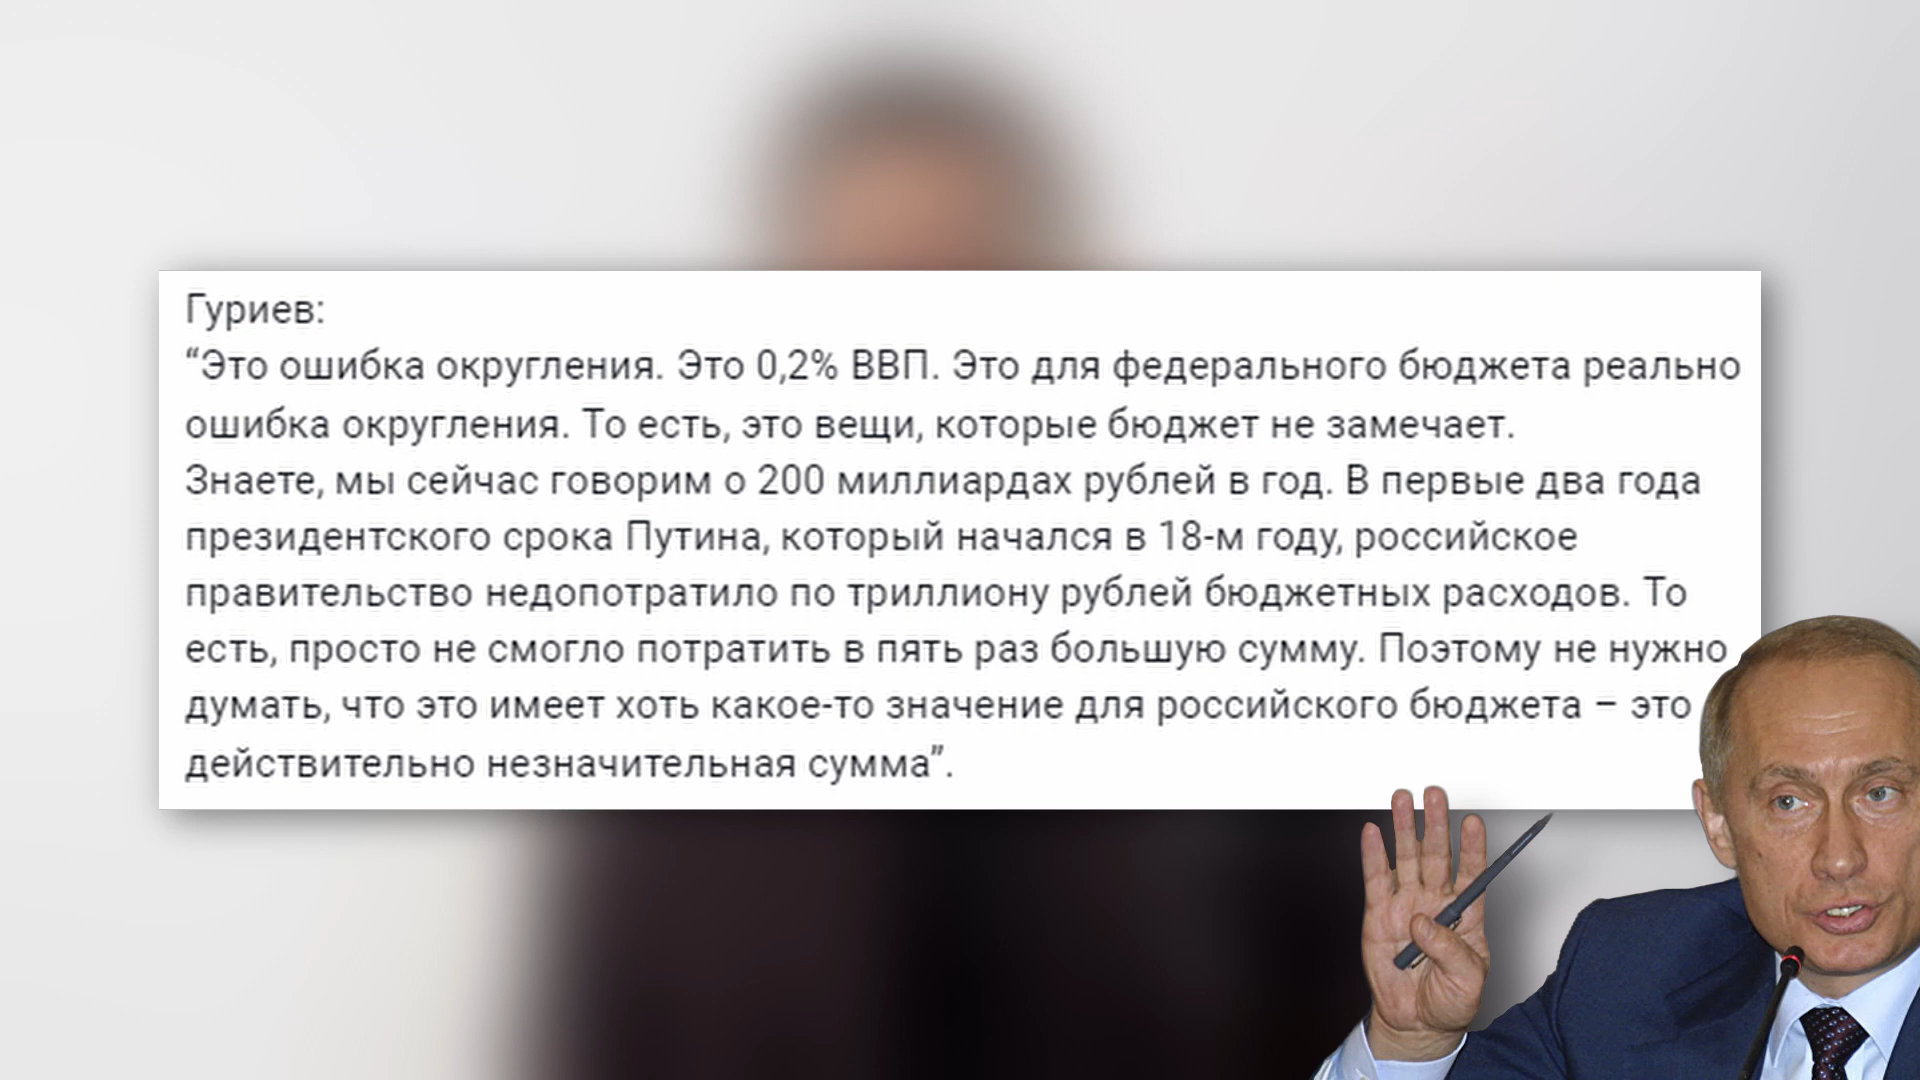 Гуриев:
“Это ошибка округления. Это 0,2% ВВП. Это для федерального бюджета реально
ошибка округления. То есть, это вещи, которые бюджет не замечает.
Знаете, мы сейчас говорим о 200 миллиардах рублей в год. В первые два года
президентского срока Путина, который начался в 18-м году, российское
правительство недопотратило по триллиону рублей бюджетных расходов. То
есть, просто не смогло потратить в пять раз большую сумму. Поэтому не нужно
думать, что это имеет хоть какое-то значение для российского бюджета – это
действительно незначительная сумма”.